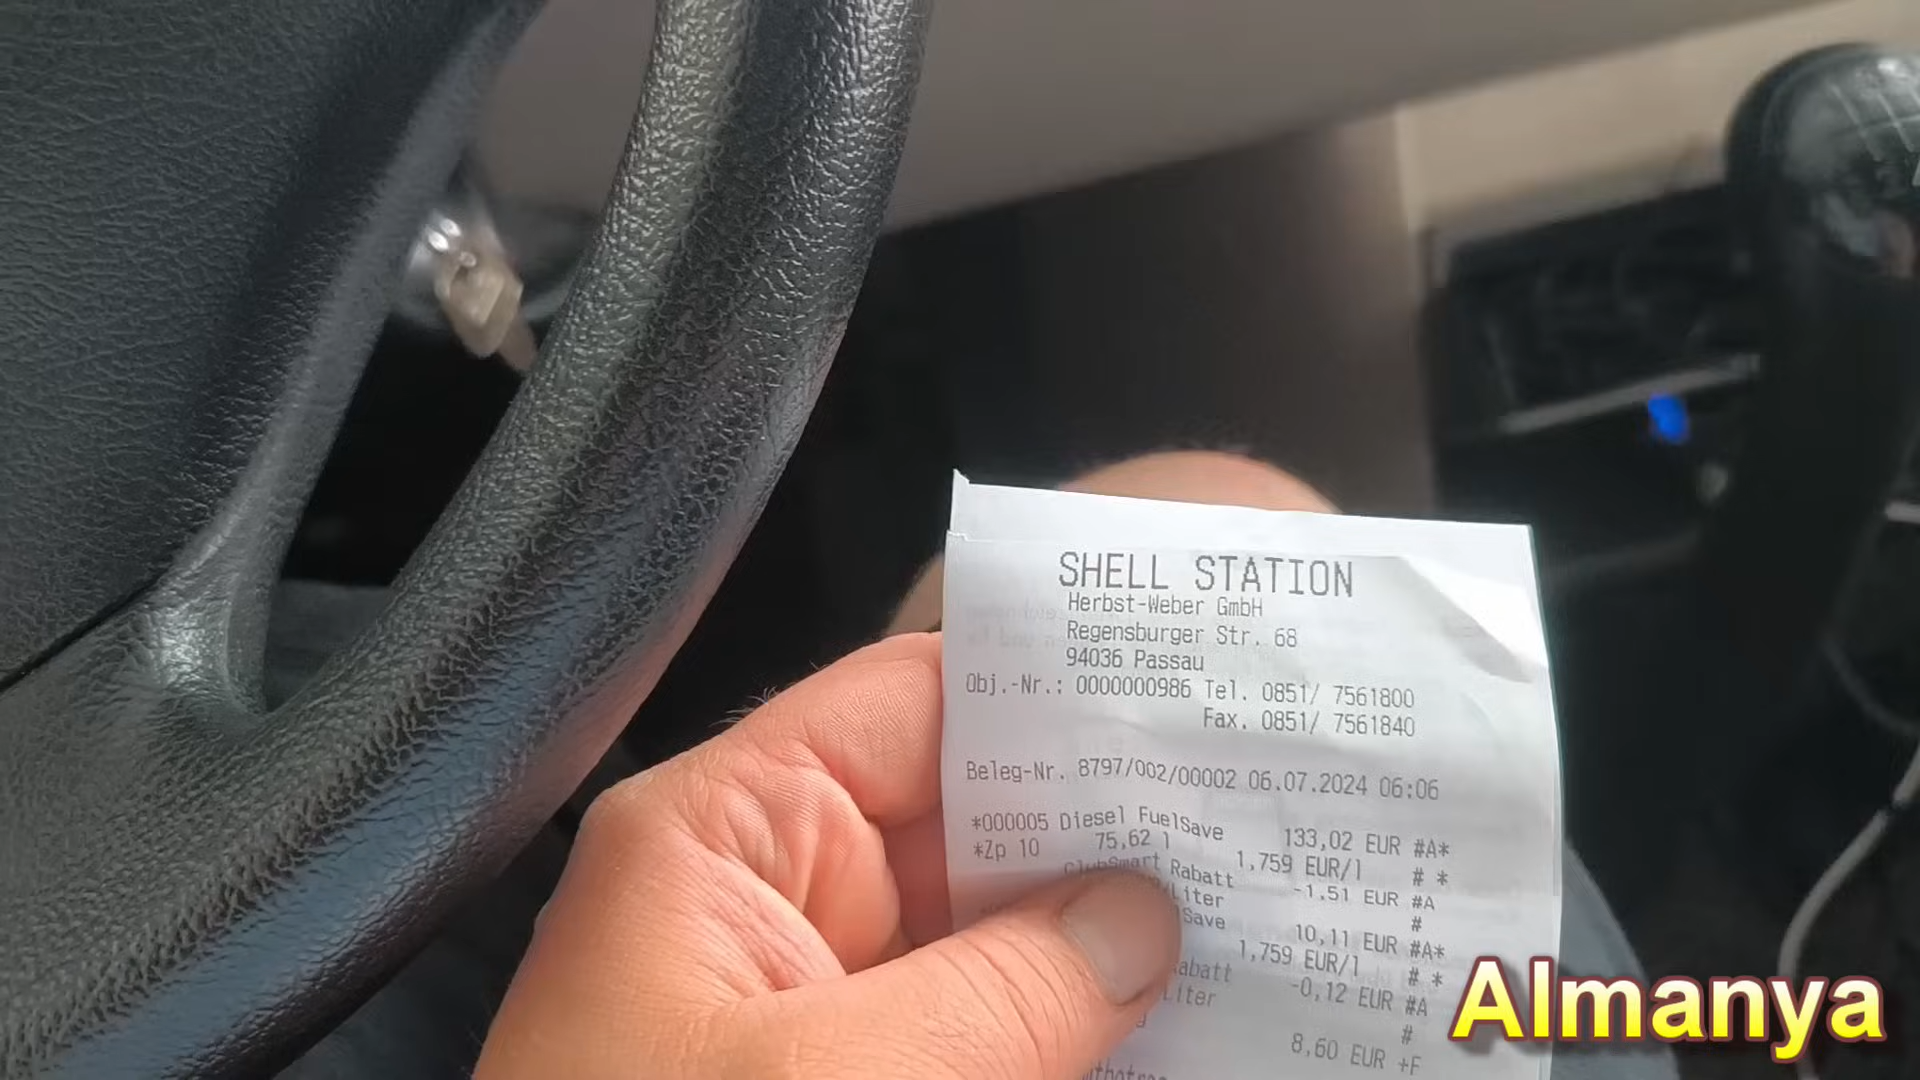 SHELL STATION
Herbst-Weber GmbH
Regensburger Str. 68
94036 Passau
Obj.-Nr.: 0000000986 Tel. 0851/ 7561800
Fax. 0851/ 7561840
Beleg-Nr. 8797/002/00002 06.07.2024 06:06
*000005 Diesel FuelSave 133,02 EUR #A*
*Zp 10 75,62 l 1,759 EUR/l # *
ClubSmart Rabatt -1,51 EUR #A
/Liter #
Save 10,11 EUR #A*
1,759 EUR/l # *
abatt -0,12 EUR #A
Liter #
8,60 EUR +F
Almanya